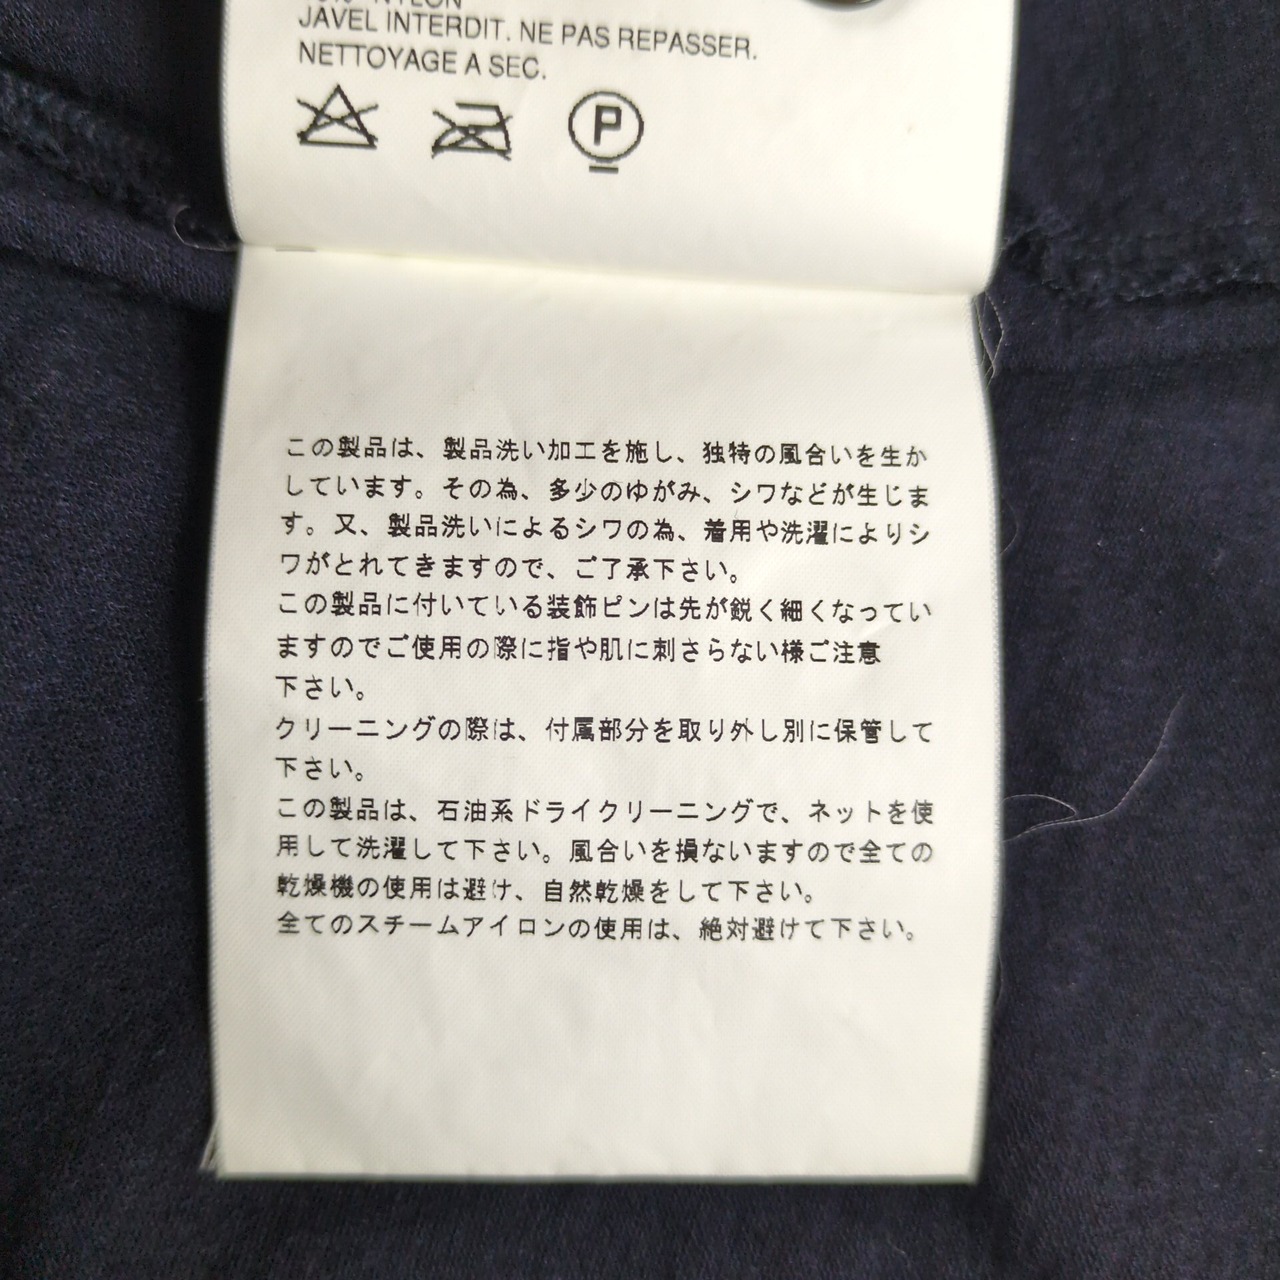 NYLON
JAVEL INTERDIT. NE PAS REPASSER.
NETTOYAGE A SEC.
P
この製品は、製品洗い加工を施し、独特の風合いを生か
しています。その為、多少のゆがみ、シワなどが生じま
す。又、製品洗いによるシワの為、着用や洗濯によりシ
ワがとれてきますので、ご了承下さい。
この製品に付いている装飾ピンは先が鋭く細くなってい
ますのでご使用の際に指や肌に刺さらない様ご注意
下さい。
クリーニングの際は、付属部分を取り外し別に保管して
下さい。
この製品は、石油系ドライクリーニングで、ネットを使
用して洗濯して下さい。風合いを損ないますので全ての
乾燥機の使用は避け、自然乾燥をして下さい。
全てのスチームアイロンの使用は、絶対避けて下さい。